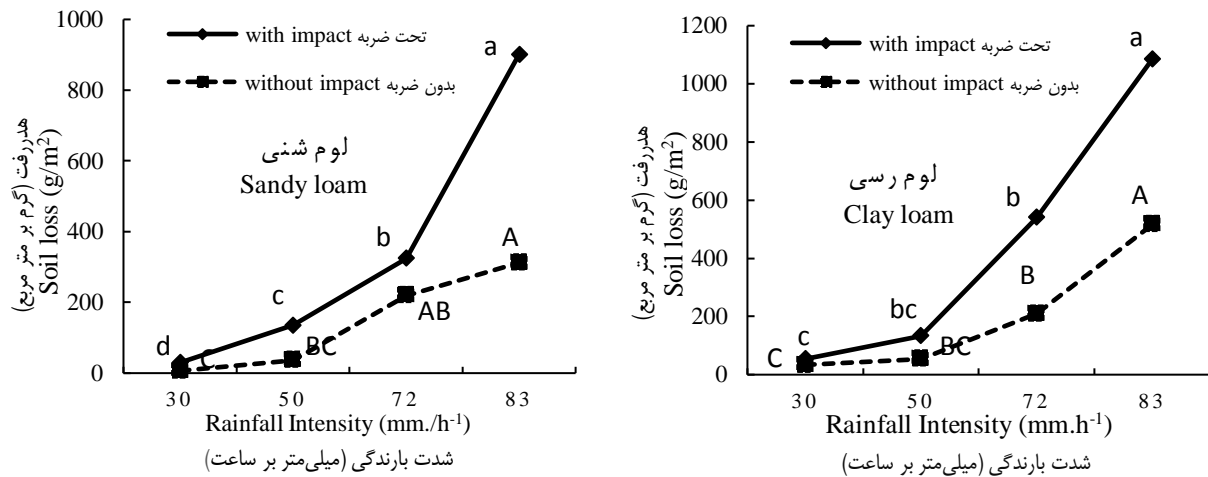 1000
800
600
400
200
0
with impact تحت ضربه
without impact بدون ضربه
لوم شنی
Sandy loam
هدررفت (گرم بر متر مربع)
Soil loss (g/m²)
a
b
c
d
A
AB
BC
C
30 50 72 83
Rainfall Intensity (mm./h⁻¹)
شدت بارندگی (میلی‌متر بر ساعت)
1200
1000
800
600
400
200
0
with impact تحت ضربه
without impact بدون ضربه
لوم رسی
Clay loam
هدررفت (گرم بر متر مربع)
Soil loss (g/m²)
a
b
bc
c
A
B
BC
C
30 50 72 83
Rainfall Intensity (mm.h⁻¹)
شدت بارندگی (میلی‌متر بر ساعت)